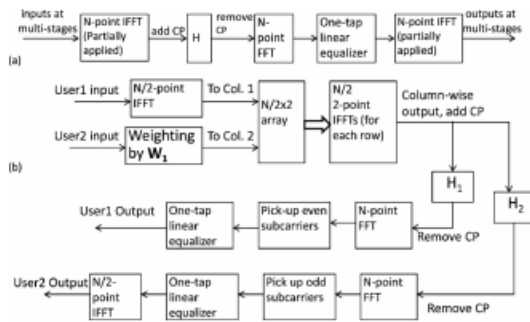 inputs at multi-stages
N-point IFFT (Partially applied)
add CP
H
remove CP
N-point FFT
One-tap linear equalizer
N-point IFFT (partially applied)
outputs at multi-stages
(a)
User1 input
N/2-point IFFT
To Col. 1
User2 input
Weighting by W₁
To Col. 2
N/2x2 array
N/2 2-point IFFTs (for each row)
Column-wise output, add CP
(b)
H₁
H₂
User1 Output
One-tap linear equalizer
Pick-up even subcarriers
N-point FFT
Remove CP
User2 Output
N/2-point IFFT
One-tap linear equalizer
Pick up odd subcarriers
N-point FFT
Remove CP